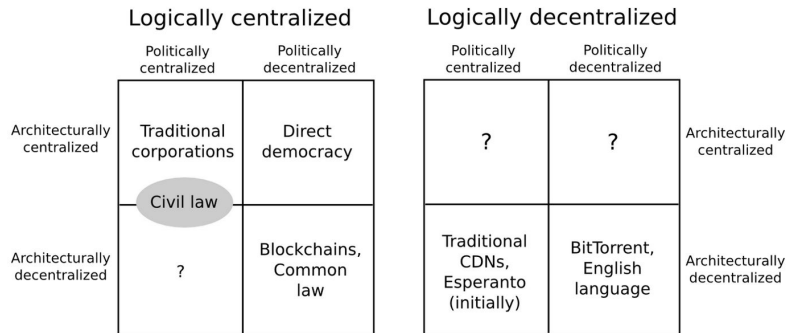 Logically centralized
Logically decentralized
Politically
centralized
Politically
decentralized
Politically
centralized
Politically
decentralized
Architecturally
centralized
Traditional
corporations
Direct
democracy
?
?
Architecturally
centralized
Civil law
Architecturally
decentralized
?
Blockchains,
Common
law
Traditional
CDNs,
Esperanto
(initially)
BitTorrent,
English
language
Architecturally
decentralized